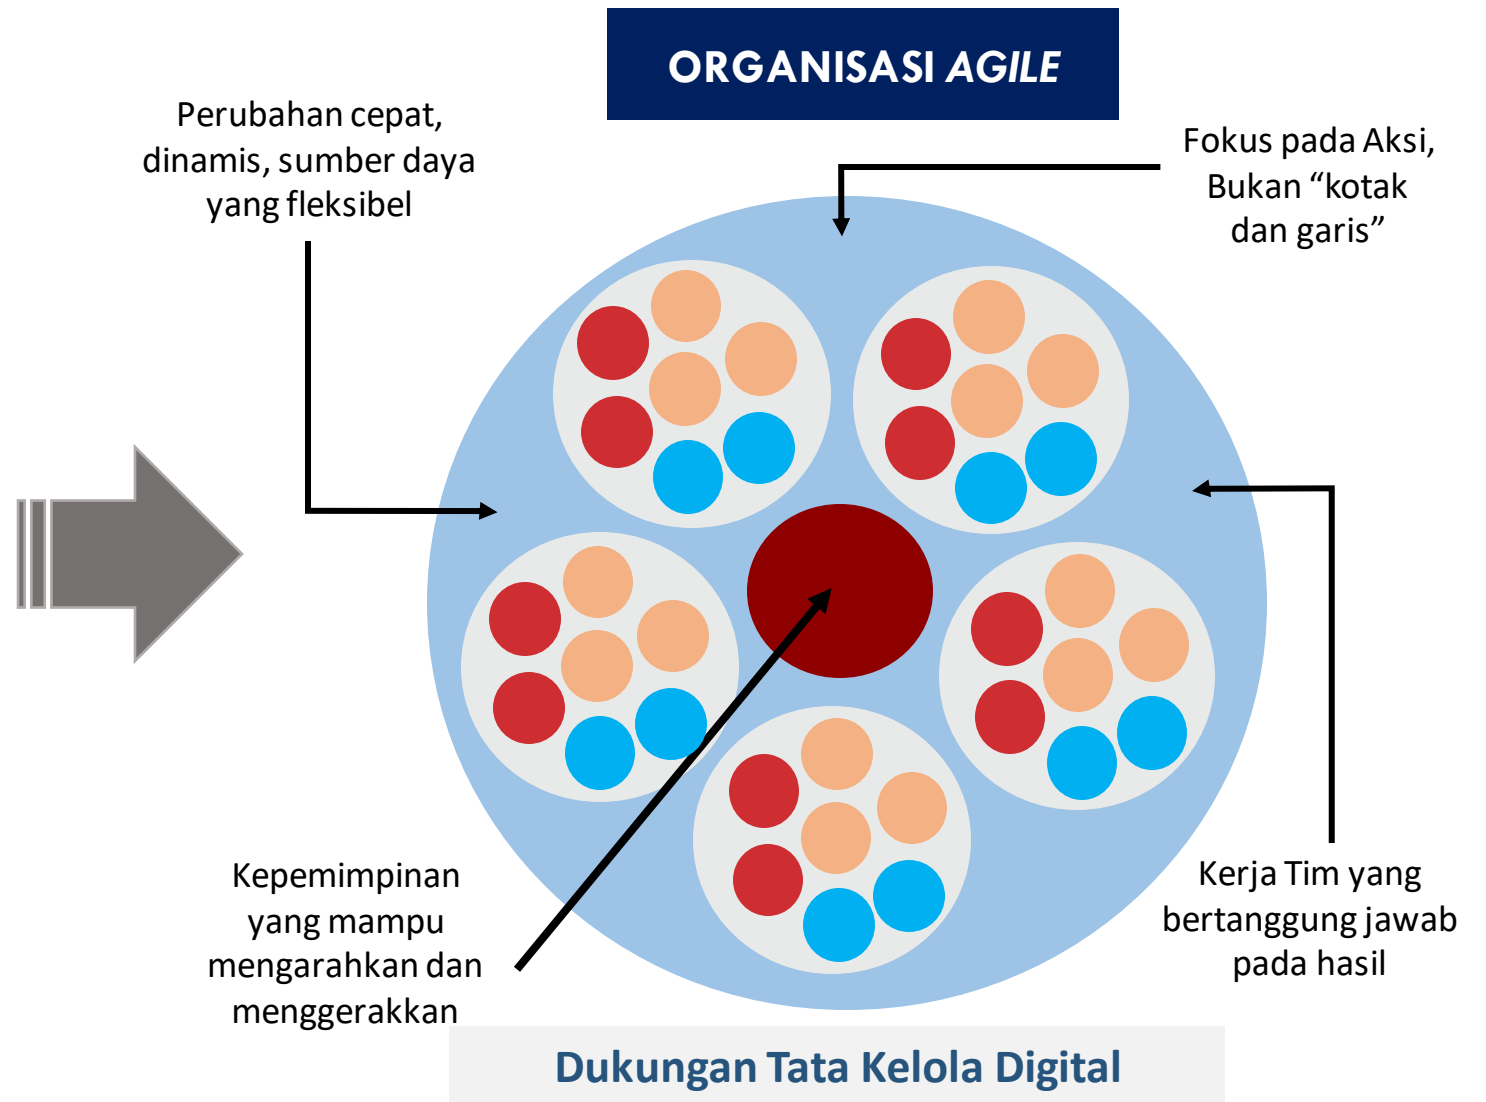 ORGANISASI AGILE
Perubahan cepat,
dinamis, sumber daya
yang fleksibel
Fokus pada Aksi,
Bukan “kotak
dan garis”
Kepemimpinan
yang mampu
mengarahkan dan
menggerakkan
Kerja Tim yang
bertanggung jawab
pada hasil
Dukungan Tata Kelola Digital